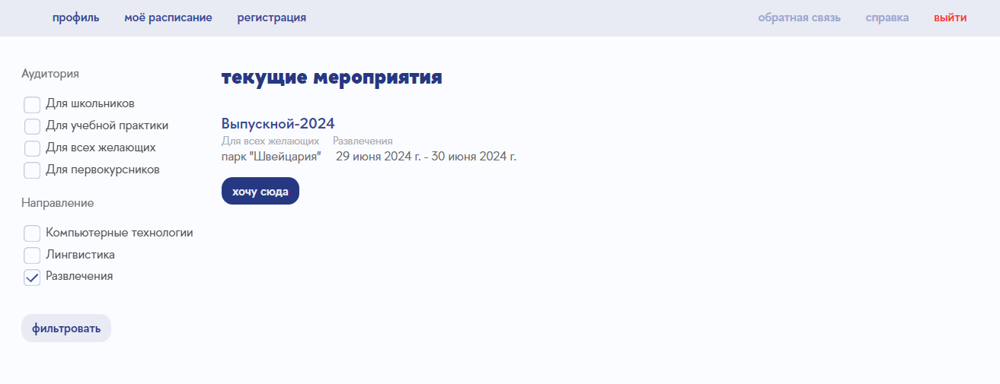 профиль моё расписание регистрация обратная связь справка выйти
Аудитория
Для школьников
Для учебной практики
Для всех желающих
Для первокурсников
Направление
Компьютерные технологии
Лингвистика
Развлечения
фильтровать
текущие мероприятия
Выпускной-2024
Для всех желающих Развлечения
парк "Швейцария" 29 июня 2024 г. - 30 июня 2024 г.
хочу сюда